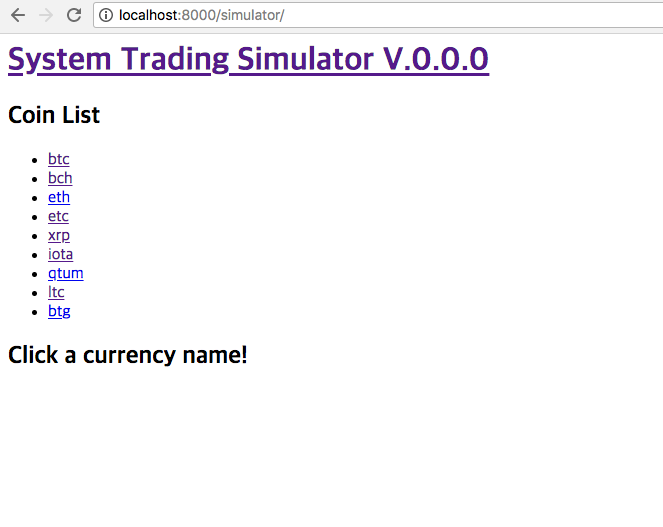 localhost:8000/simulator/
System Trading Simulator V.0.0.0
Coin List
btc
bch
eth
etc
xrp
iota
qtum
ltc
btg
Click a currency name!